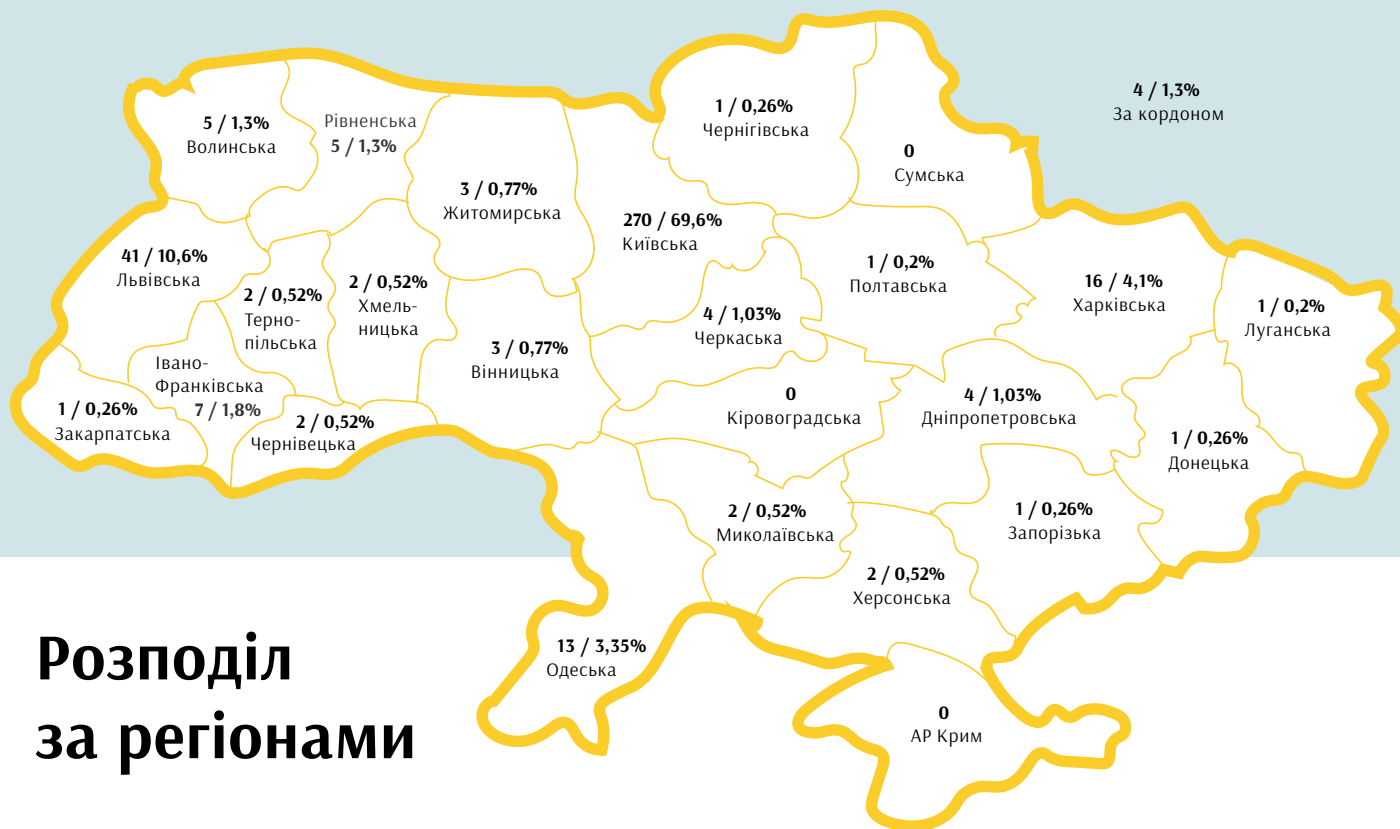 4 / 1,3%
За кордоном
1 / 0,26%
Чернігівська
5 / 1,3%
Волинська
Рівненська
5 / 1,3%
0
Сумська
3 / 0,77%
Житомирська
270 / 69,6%
Київська
41 / 10,6%
Львівська
2 / 0,52%
Терно-
пільська
2 / 0,52%
Хмель-
ницька
1 / 0,2%
Полтавська
16 / 4,1%
Харківська
1 / 0,2%
Луганська
4 / 1,03%
Черкаська
3 / 0,77%
Вінницька
Івано-
Франківська
7 / 1,8%
1 / 0,26%
Закарпатська
2 / 0,52%
Чернівецька
0
Кіровоградська
4 / 1,03%
Дніпропетровська
1 / 0,26%
Донецька
2 / 0,52%
Миколаївська
1 / 0,26%
Запорізька
2 / 0,52%
Херсонська
13 / 3,35%
Одеська
0
АР Крим
Розподіл
за регіонами